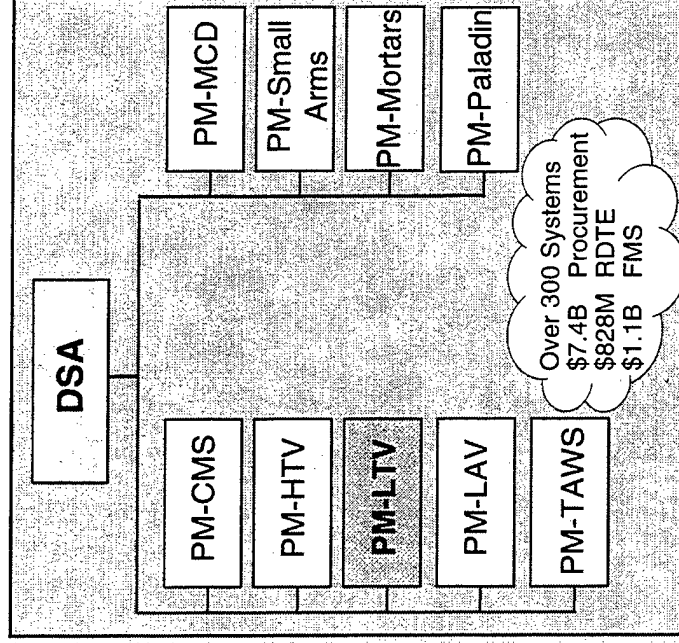 DSA
PM-CMS
PM-HTV
PM-LTV
PM-LAV
PM-TAWS
PM-MCD
PM-Small
Arms
PM-Mortars
PM-Paladin
Over 300 Systems
$7.4B Procurement
$828M RDTE
$1.1B FMS